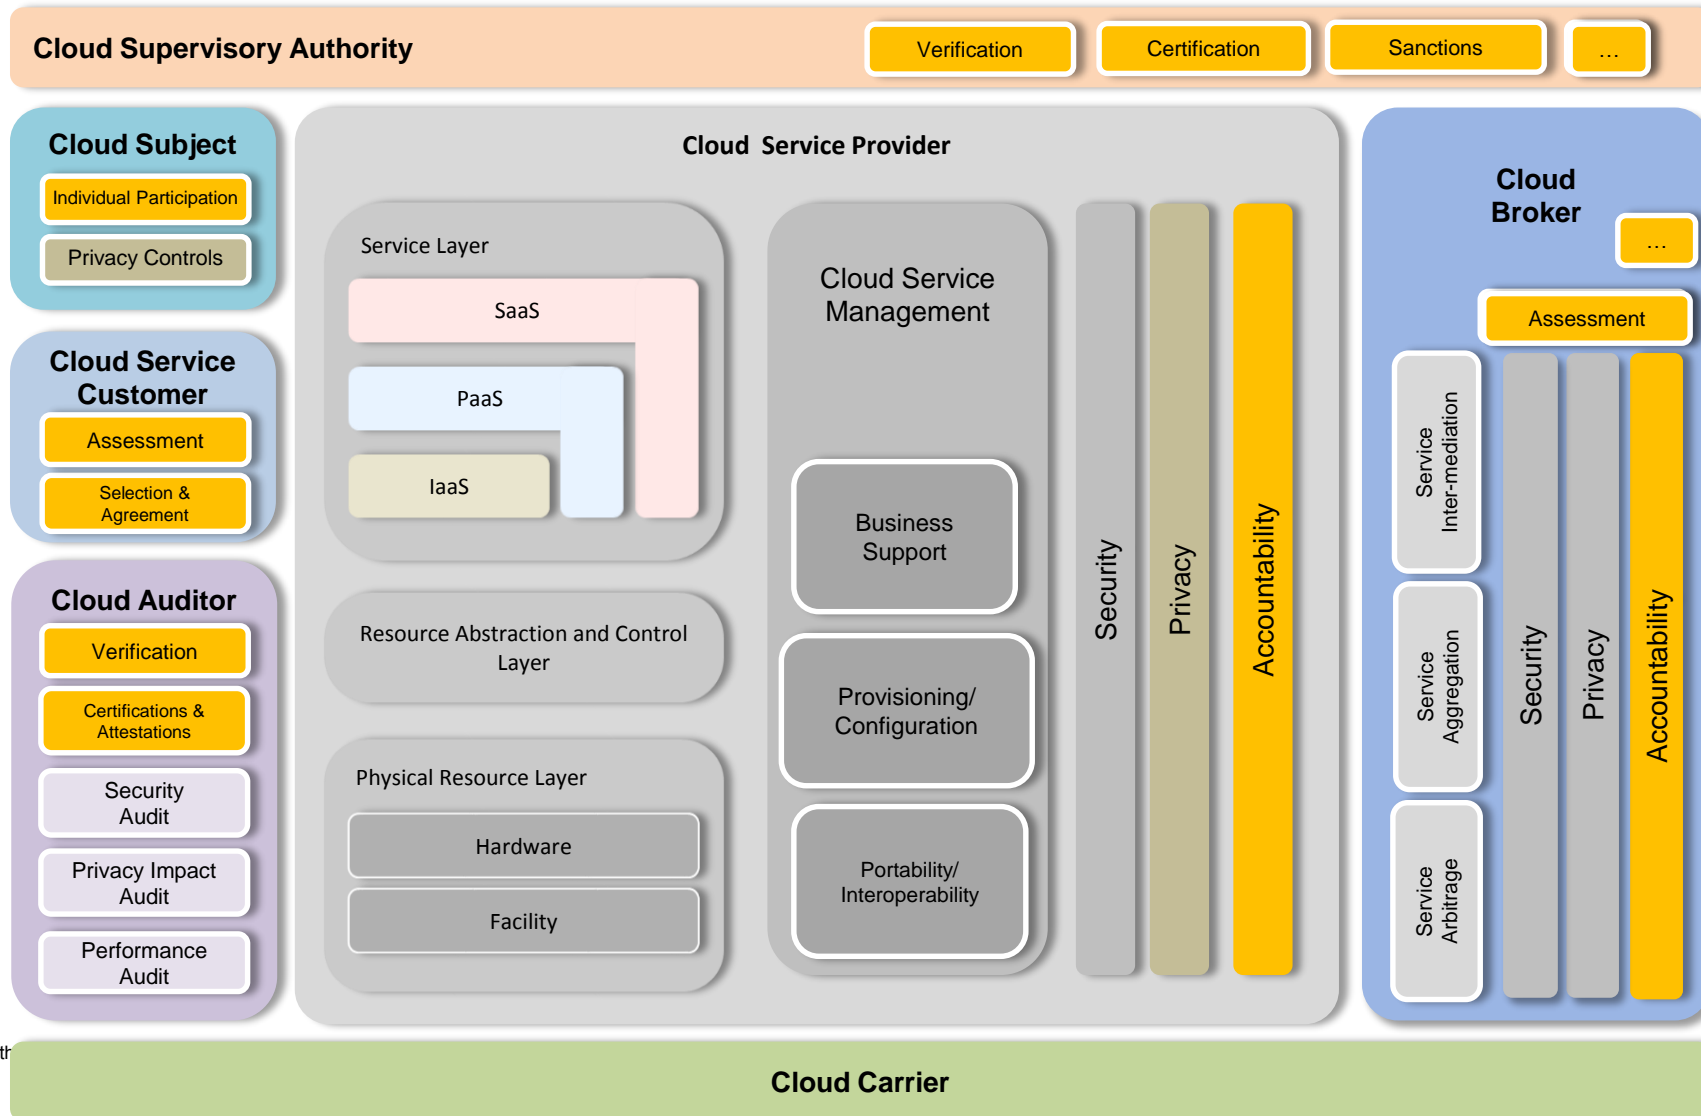 Cloud Supervisory Authority
Verification
Certification
Sanctions
...
Cloud Subject
Individual Participation
Privacy Controls
Cloud Service
Customer
Assessment
Selection &
Agreement
Cloud Auditor
Verification
Certifications &
Attestations
Security
Audit
Privacy Impact
Audit
Performance
Audit
Cloud Service Provider
Service Layer
SaaS
PaaS
IaaS
Resource Abstraction and Control
Layer
Physical Resource Layer
Hardware
Facility
Cloud Service
Management
Business
Support
Provisioning/
Configuration
Portability/
Interoperability
Security
Privacy
Accountability
Cloud
Broker
...
Assessment
Service
Inter-mediation
Service
Aggregation
Service
Arbitrage
Security
Privacy
Accountability
Cloud Carrier